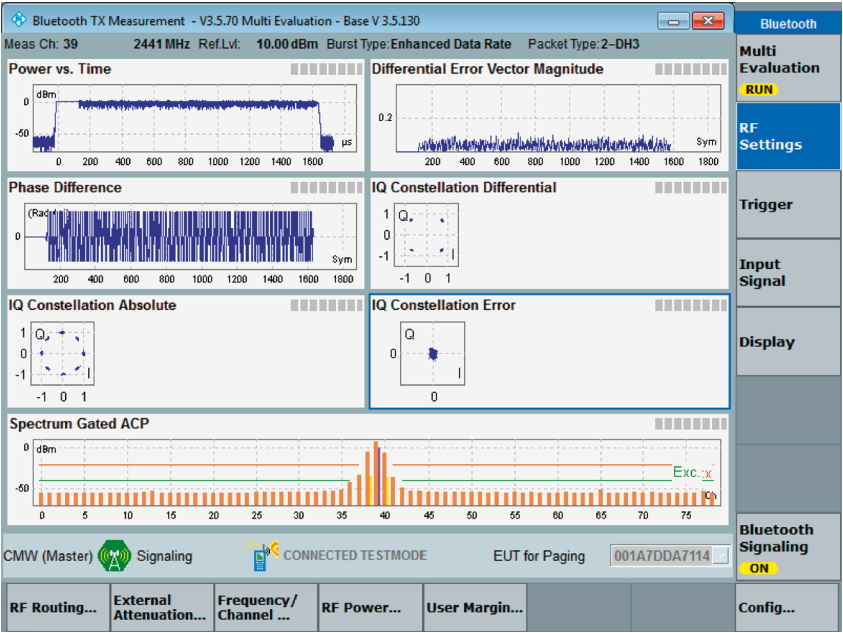 Bluetooth TX Measurement - V3.5.70 Multi Evaluation - Base V 3.5.130
Bluetooth
Meas Ch: 39 2441 MHz Ref.Lvl: 10.00 dBm Burst Type: Enhanced Data Rate Packet Type: 2-DH3
Multi
Evaluation
RUN
RF
Settings
Trigger
Input
Signal
Display
Bluetooth
Signaling
ON
Config...
Power vs. Time
dBm
0
-50
µs
0 200 400 600 800 1000 1200 1400 1600
Differential Error Vector Magnitude
0.2
Sym
200 400 600 800 1000 1200 1400 1600 1800
Phase Difference
0
Sym
200 400 600 800 1000 1200 1400 1600 1800
IQ Constellation Differential
1 Q
0
-1 I
-1 0 1
IQ Constellation Absolute
1 Q
0
-1 I
-1 0 1
IQ Constellation Error
Q
0
I
0
Spectrum Gated ACP
0 dBm
Exc.:x
-50
Ch
0 5 10 15 20 25 30 35 40 45 50 55 60 65 70 75
CMW (Master) Signaling CONNECTED TESTMODE EUT for Paging 001A7DDA7114
RF Routing...
External
Attenuation...
Frequency/
Channel ...
RF Power...
User Margin...